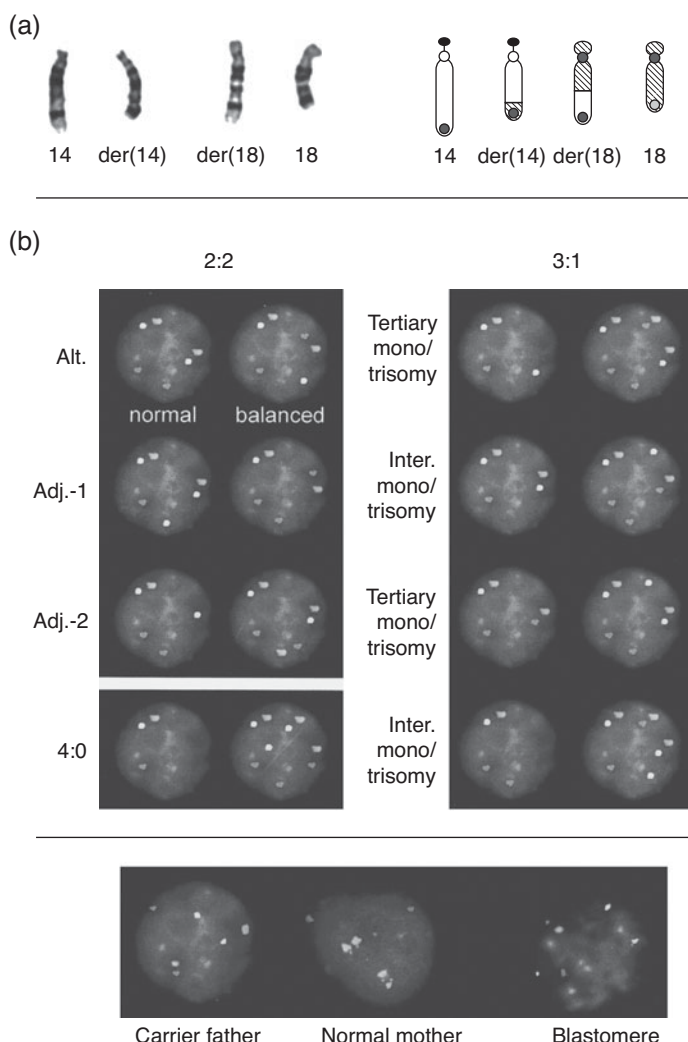 (a)
14 der(14) der(18) 18
14 der(14) der(18) 18
(b)
2:2
3:1
Alt.
normal balanced
Tertiary
mono/
trisomy
Adj.-1
Inter.
mono/
trisomy
Adj.-2
Tertiary
mono/
trisomy
4:0
Inter.
mono/
trisomy
Carrier father Normal mother Blastomere